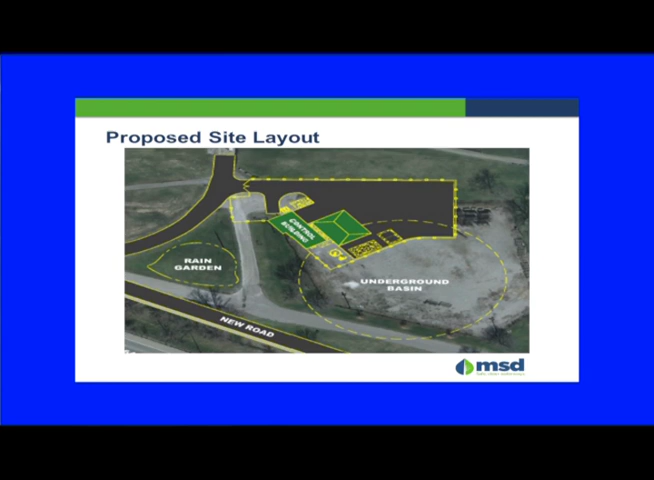 Proposed Site Layout
CONTROL
BUILDING
RAIN
GARDEN
UNDERGROUND
BASIN
NEW ROAD
msd